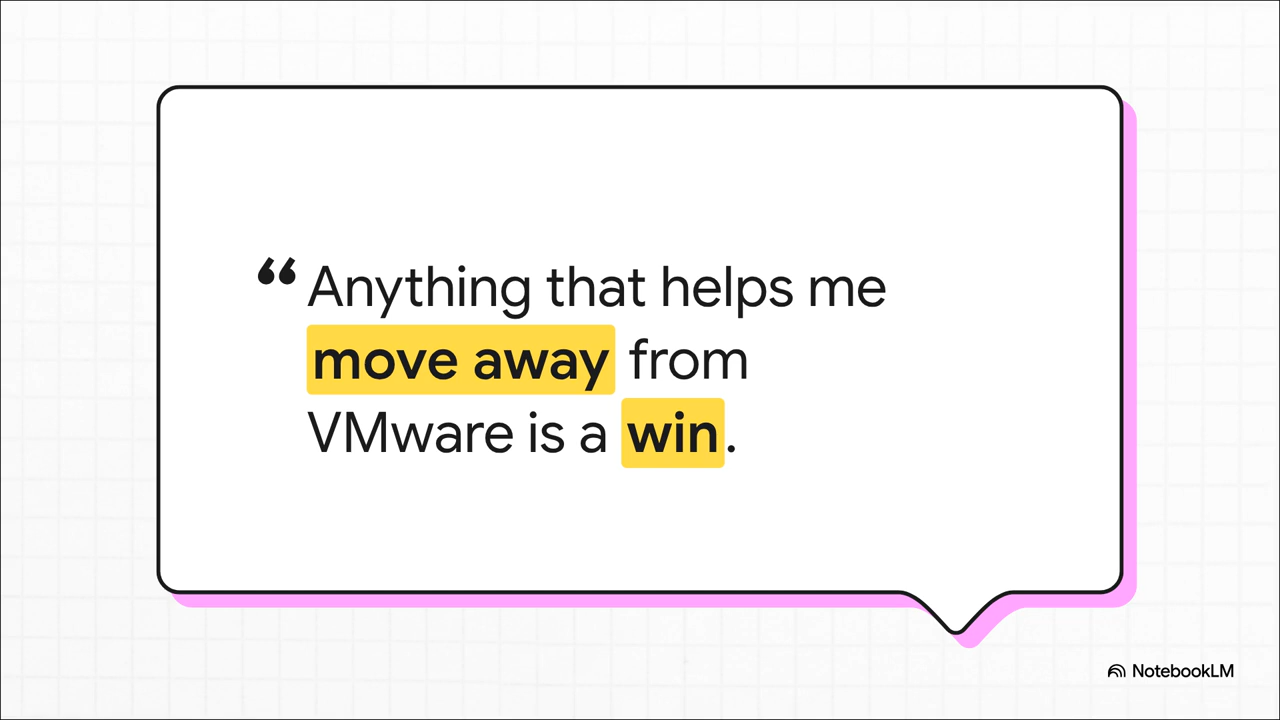 “Anything that helps me
move away from
VMware is a win.
NotebookLM